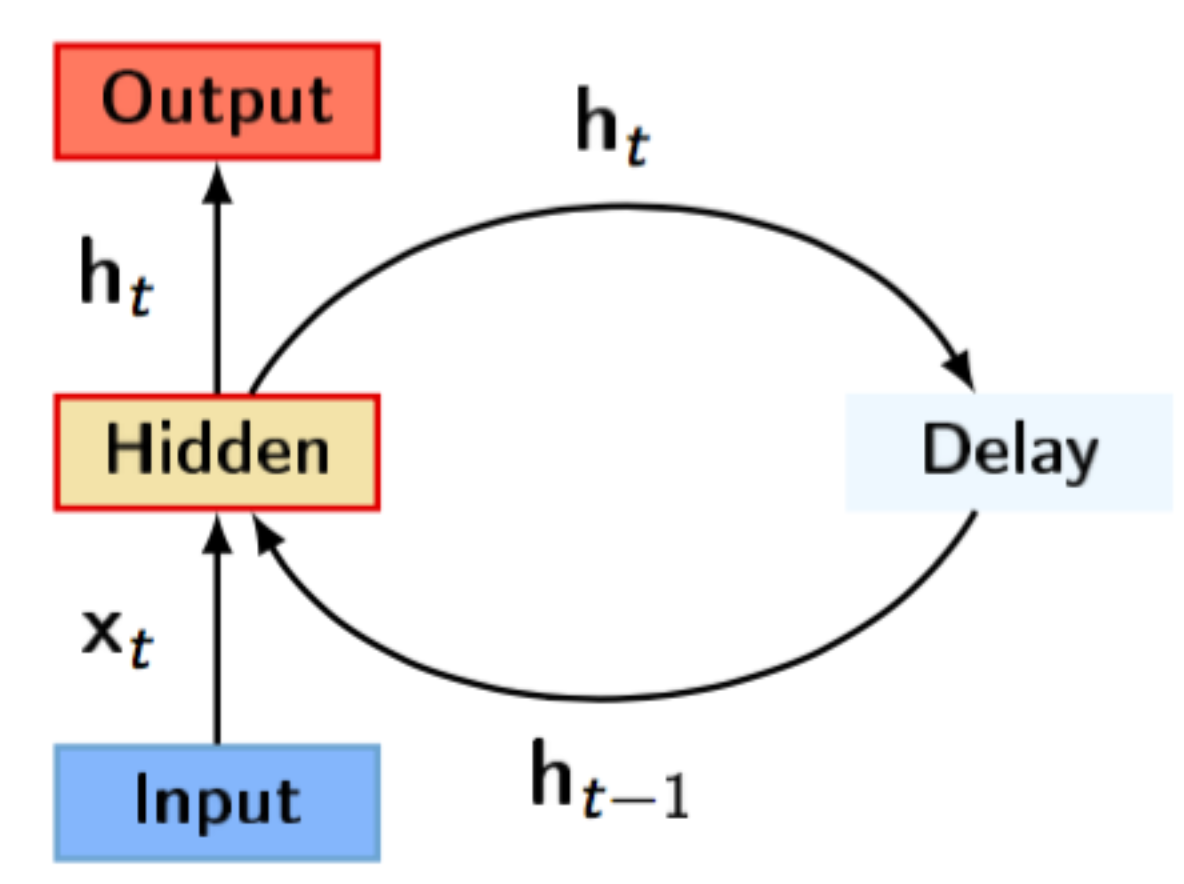 Output
h_t
h_t
Hidden
Delay
x_t
h_{t−1}
Input